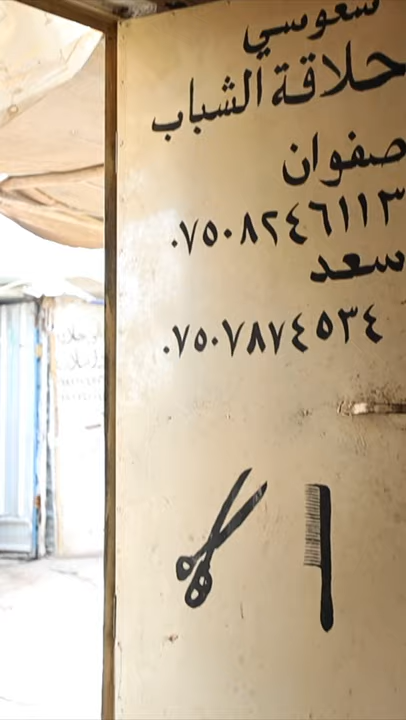 سعوسي
حلاقة الشباب
صفوان
٠٧٥٠٨٢٤٦١١٣
سعد
٠٧٥٠٧٨٧٤٥٣٤